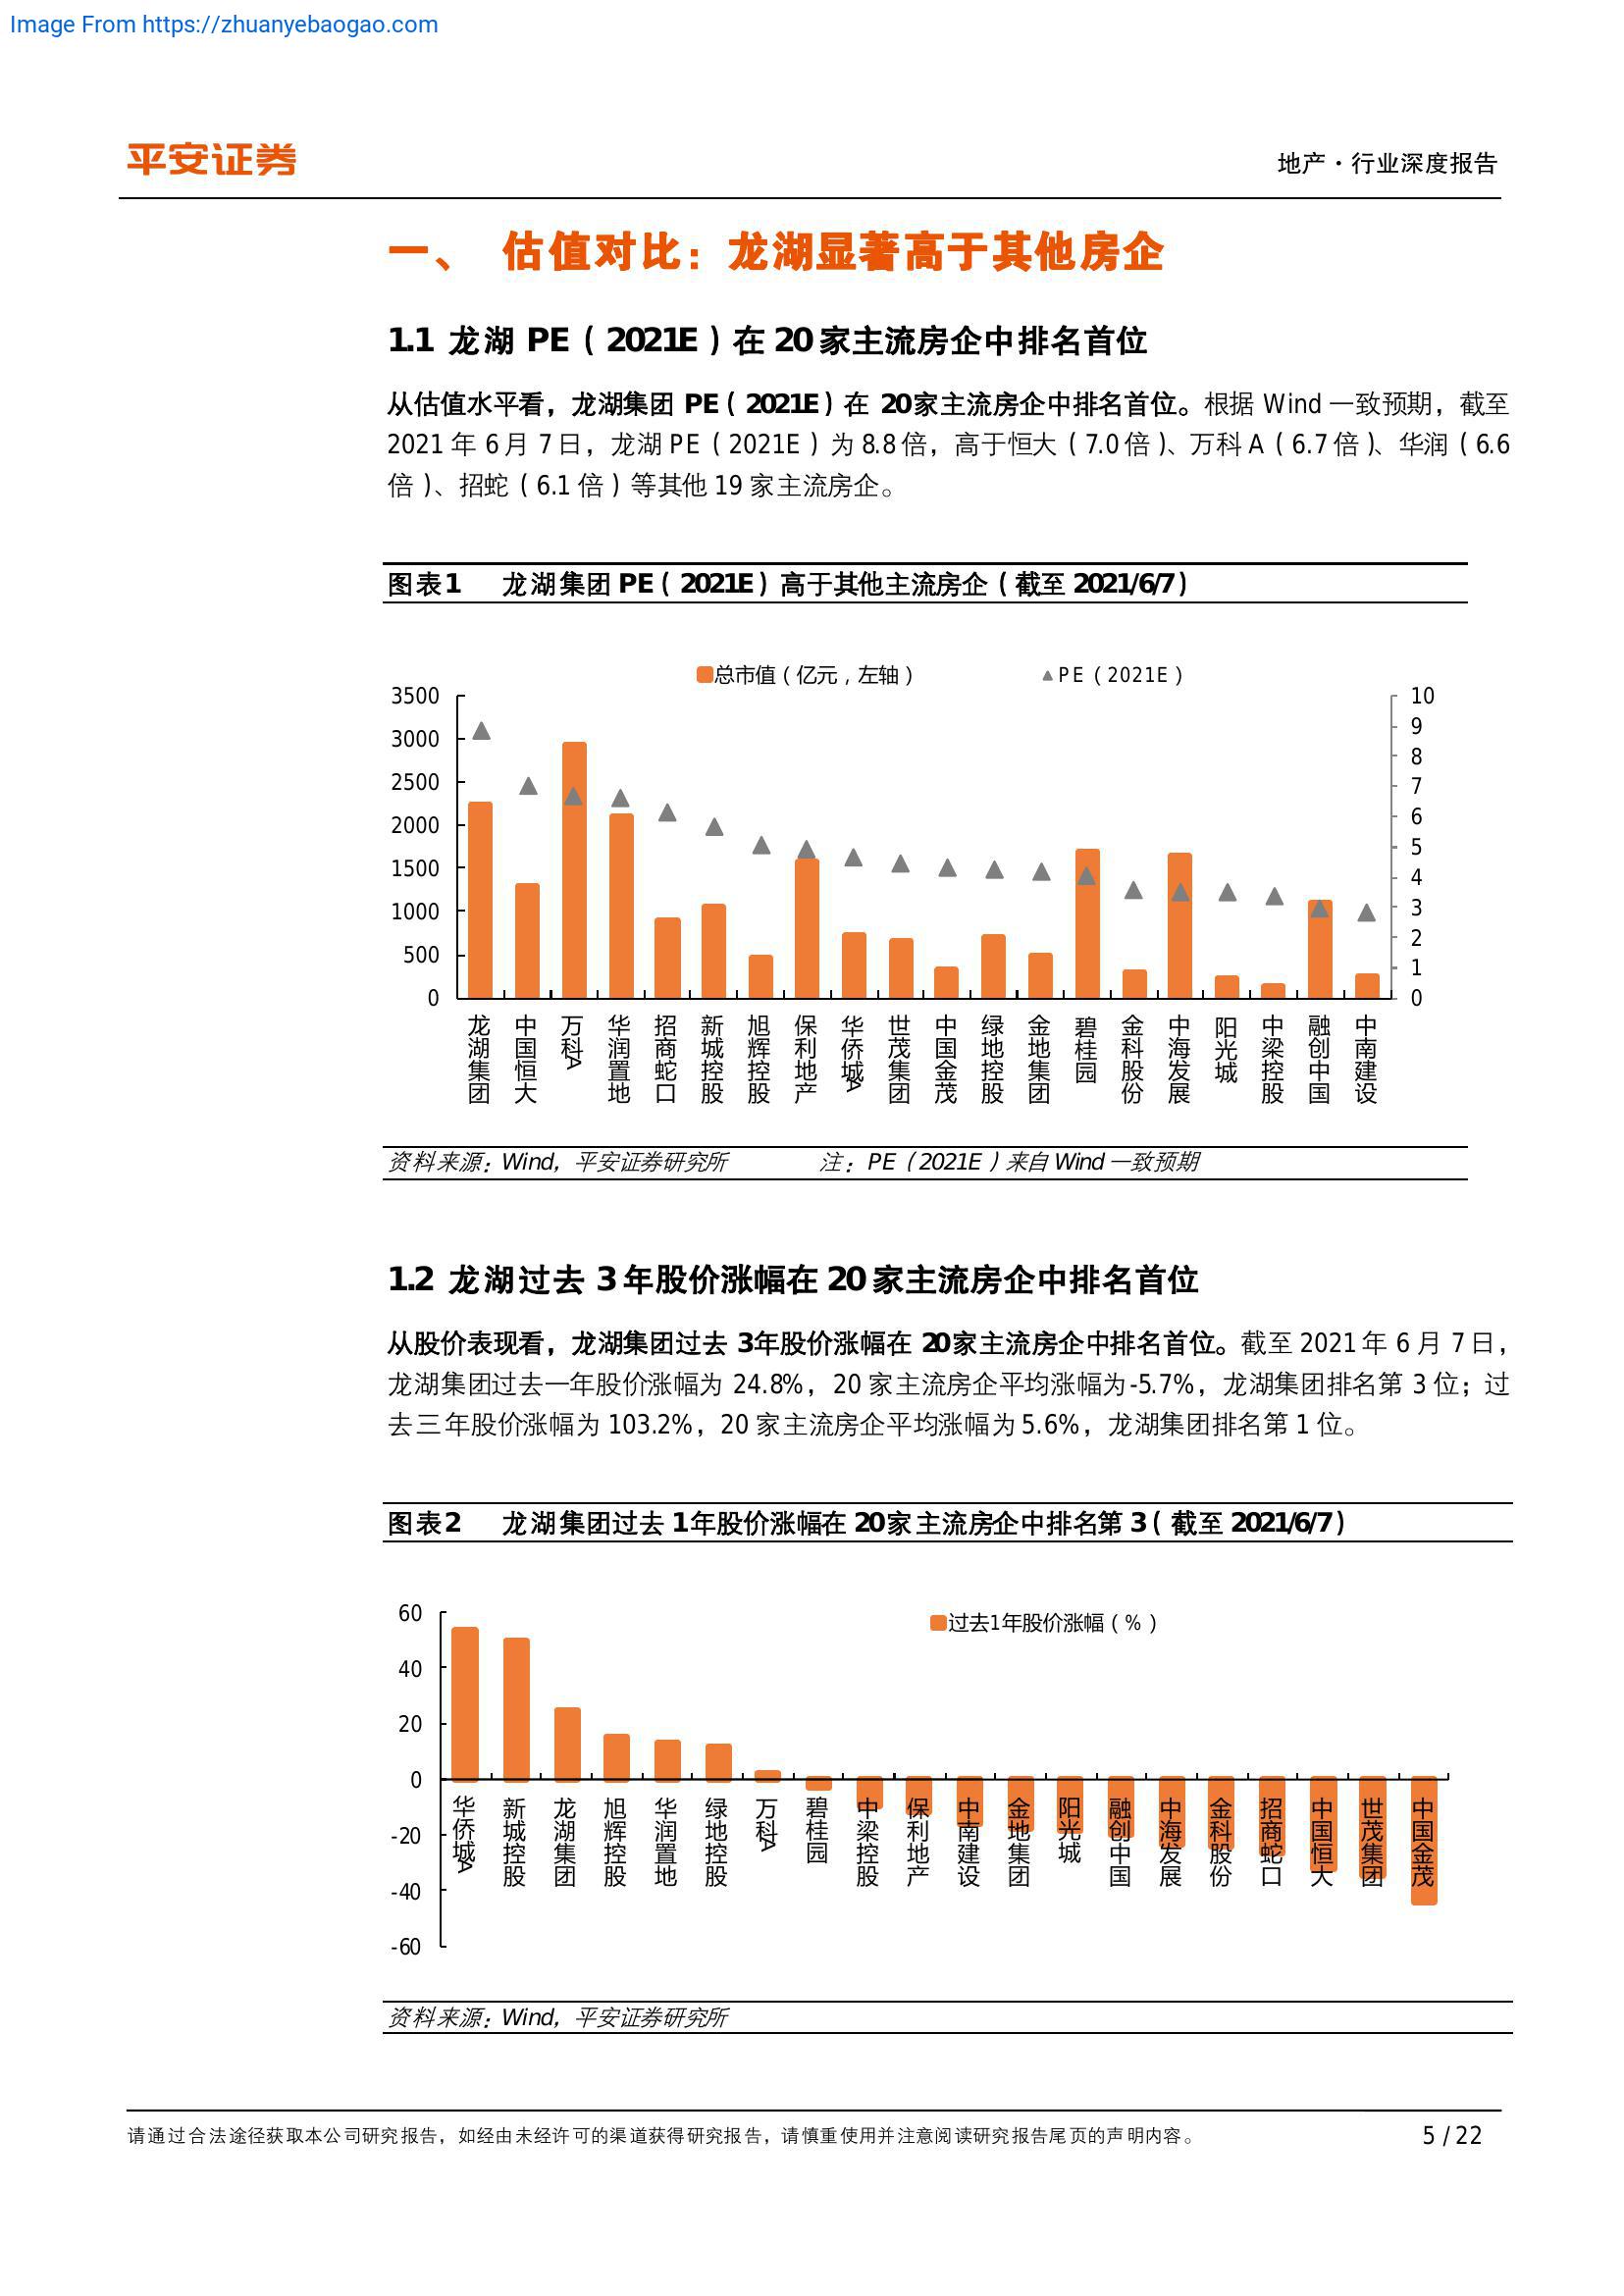 Image From https://zhuanyebaogao.com
平安证券
地产·行业深度报告
一、 估值对比：龙湖显著高于其他房企
1.1 龙湖 PE（2021E）在 20 家主流房企中排名首位
从估值水平看，龙湖集团 PE（2021E）在 20 家主流房企中排名首位。根据 Wind 一致预期，截至
2021 年 6 月 7 日，龙湖 PE（2021E）为 8.8 倍，高于恒大（7.0 倍）、万科 A（6.7 倍）、华润（6.6
倍）、招蛇（6.1 倍）等其他 19 家主流房企。
图表1 龙湖集团 PE（2021E）高于其他主流房企（截至 2021/6/7）
总市值（亿元，左轴） PE（2021E）
3500
3000
2500
2000
1500
1000
500
0
10
9
8
7
6
5
4
3
2
1
0
龙湖集团
中国恒大
万科A
华润置地
招商蛇口
新城控股
旭辉控股
保利地产
华侨城A
世茂集团
中国金茂
绿地控股
金地集团
碧桂园
金科股份
中海发展
阳光城
中梁控股
融创中国
中南建设
资料来源：Wind，平安证券研究所 注：PE（2021E）来自 Wind 一致预期
1.2 龙湖过去 3 年股价涨幅在 20 家主流房企中排名首位
从股价表现看，龙湖集团过去 3年股价涨幅在 20 家主流房企中排名首位。截至 2021 年 6 月 7 日，
龙湖集团过去一年股价涨幅为 24.8%，20 家主流房企平均涨幅为-5.7%，龙湖集团排名第 3 位；过
去三年股价涨幅为 103.2%，20 家主流房企平均涨幅为 5.6%，龙湖集团排名第 1 位。
图表2 龙湖集团过去 1年股价涨幅在 20 家主流房企中排名第 3（截至 2021/6/7）
过去1年股价涨幅（%）
60
40
20
0
-20
-40
-60
华侨城A
新城控股
龙湖集团
旭辉控股
华润置地
绿地控股
万科A
碧桂园
中梁控股
保利地产
中南建设
金地集团
阳光城
融创中国
中海发展
金科股份
招商蛇口
中国恒大
世茂集团
中国金茂
资料来源：Wind，平安证券研究所
请通过合法途径获取本公司研究报告，如经由未经许可的渠道获得研究报告，请慎重使用并注意阅读研究报告尾页的声明内容。
5 / 22